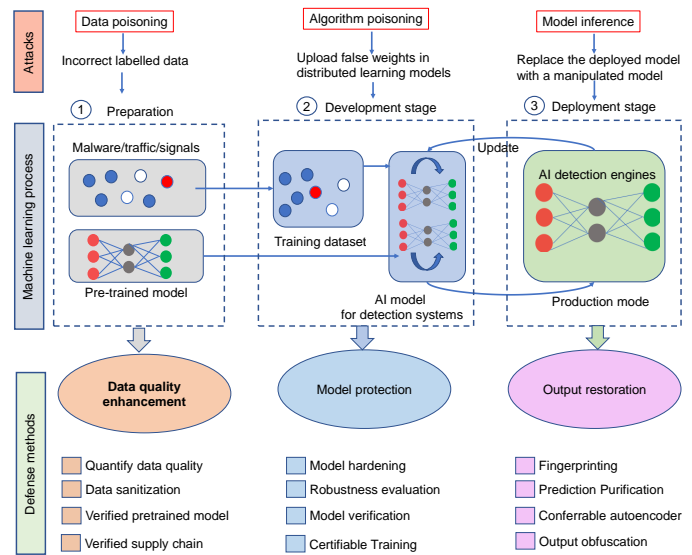 Attacks
Data poisoning
Algorithm poisoning
Model inference
Incorrect labelled data
Upload false weights in
distributed learning models
Replace the deployed model
with a manipulated model
1
Preparation
2
Development stage
3
Deployment stage
Machine learning process
Malware/traffic/signals
Pre-trained model
Training dataset
AI model
for detection systems
Update
AI detection engines
Production mode
Defense methods
Data quality
enhancement
Model protection
Output restoration
Quantify data quality
Data sanitization
Verified pretrained model
Verified supply chain
Model hardening
Robustness evaluation
Model verification
Certifiable Training
Fingerprinting
Prediction Purification
Conferrable autoencoder
Output obfuscation